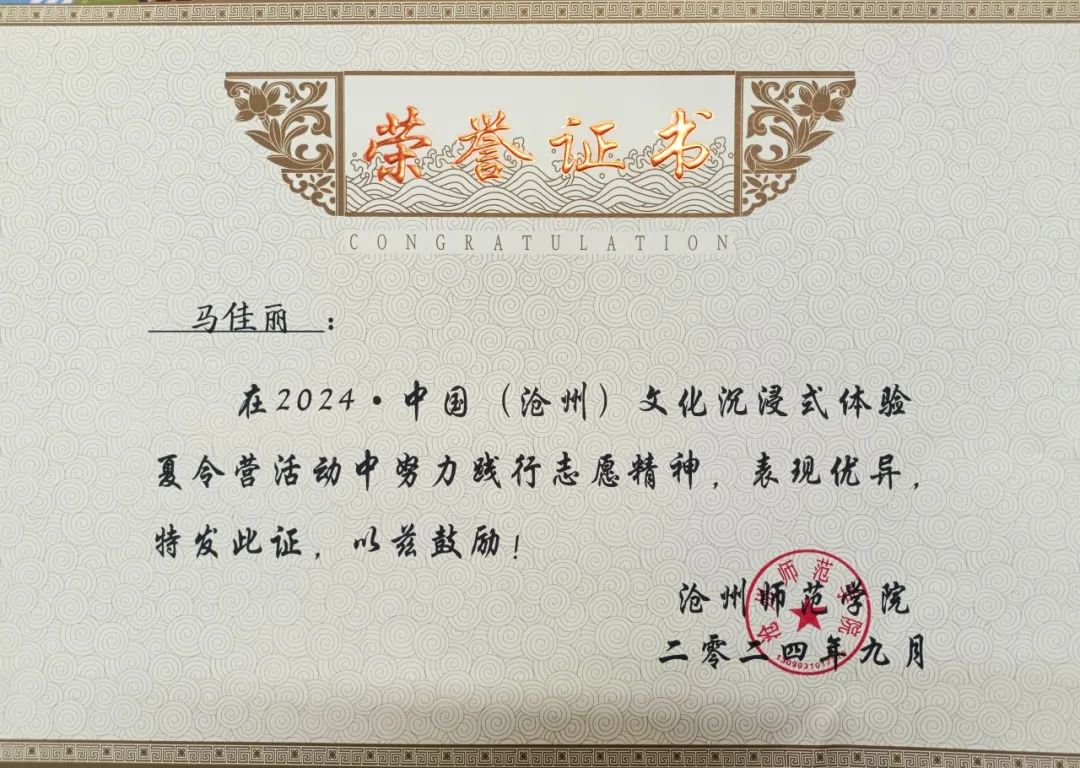 荣誉证书
CONGRATULATION
马佳丽：
在2024·中国（沧州）文化沉浸式体验
夏令营活动中努力践行志愿精神，表现优异，
特发此证，以兹鼓励！
沧州师范学院
二零二四年九月